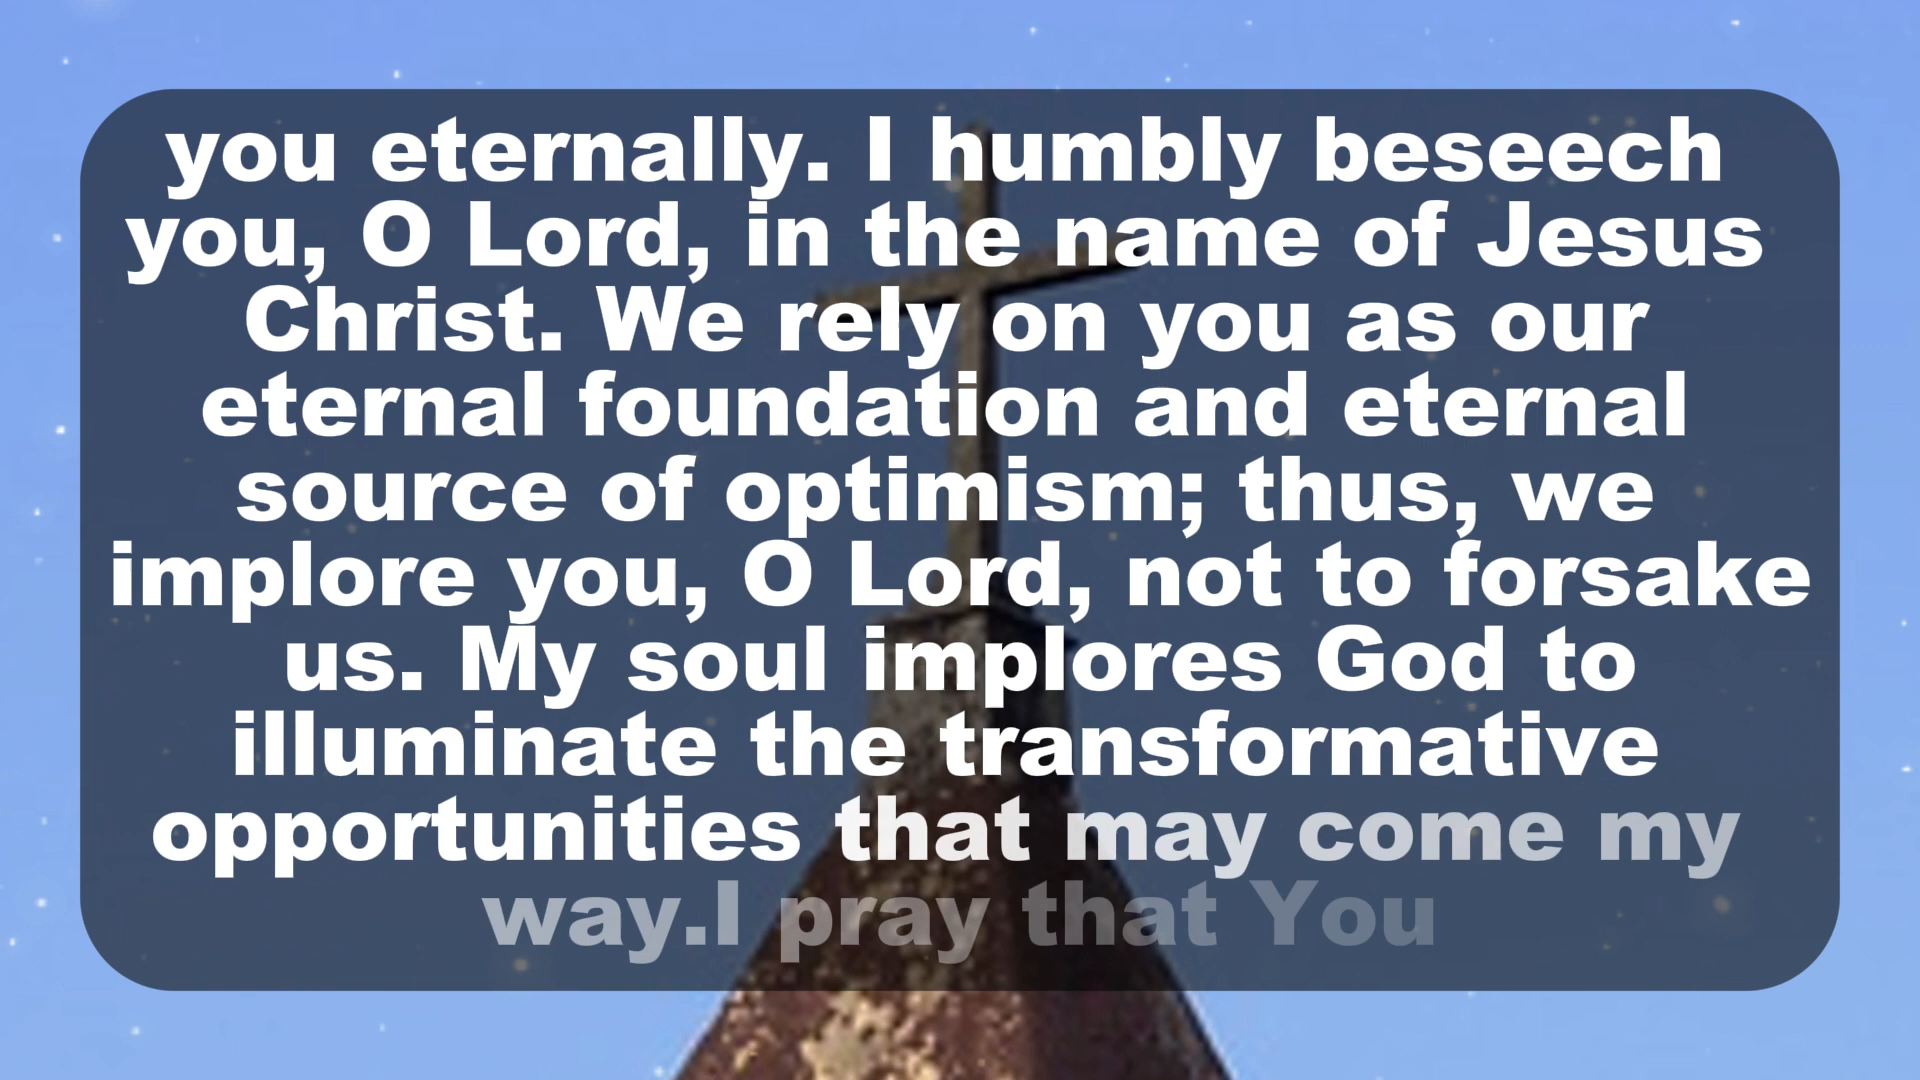 you eternally. I humbly beseech
you, O Lord, in the name of Jesus
Christ. We rely on you as our
eternal foundation and eternal
source of optimism; thus, we
implore you, O Lord, not to forsake
us. My soul implores God to
illuminate the transformative
opportunities that may come my
way.I pray that You